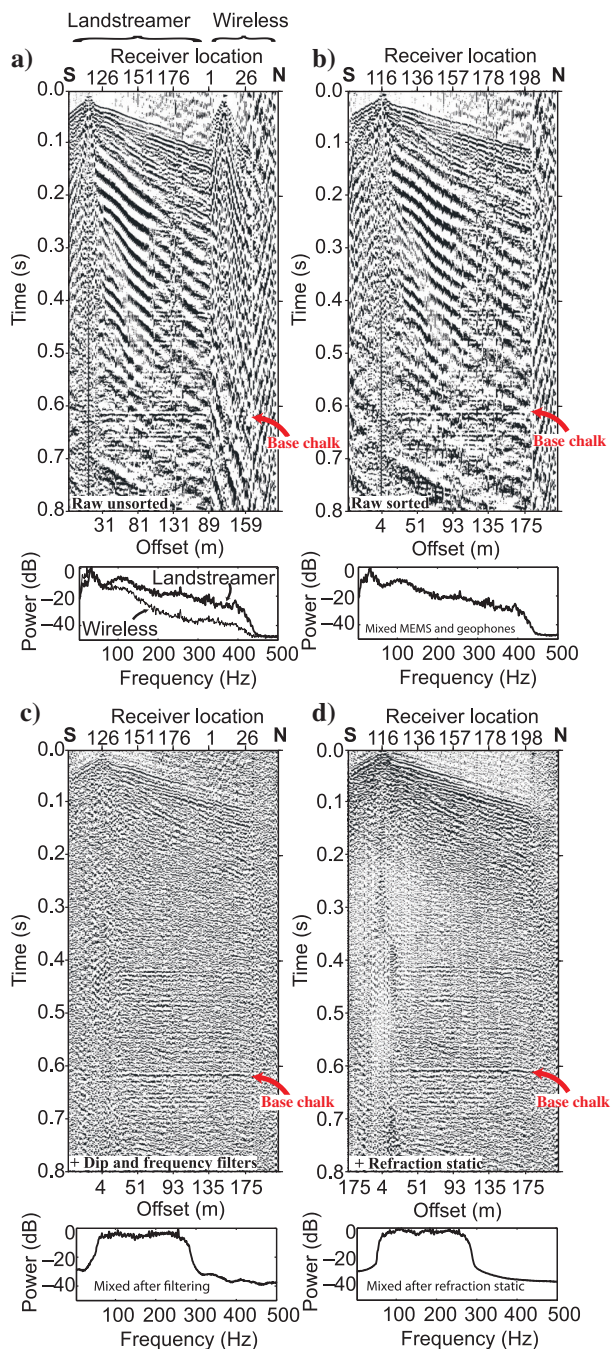 Landstreamer Wireless
Receiver location
a) S 126 151 176 1 26 N
0.0
0.1
0.2
0.3
0.4
0.5
0.6
0.7
0.8
Time (s)
Base chalk
Raw unsorted
31 81 131 89 159
Offset (m)
0
−20
−40
Power (dB)
Landstreamer
Wireless
100 200 300 400 500
Frequency (Hz)
Receiver location
b) S 116 136 157 178 198 N
0.0
0.1
0.2
0.3
0.4
0.5
0.6
0.7
0.8
Time (s)
Base chalk
Raw sorted
4 51 93 135 175
Offset (m)
0
−20
−40
Power (dB)
Mixed MEMS and geophones
100 200 300 400 500
Frequency (Hz)
c) Receiver location
S 126 151 176 1 26 N
0.0
0.1
0.2
0.3
0.4
0.5
0.6
0.7
0.8
Time (s)
Base chalk
+ Dip and frequency filters
4 51 93 135 175
Offset (m)
0
−20
−40
Power (dB)
Mixed after filtering
100 200 300 400 500
Frequency (Hz)
d) Receiver location
S 116 136 157 178 198 N
0.0
0.1
0.2
0.3
0.4
0.5
0.6
0.7
0.8
Time (s)
Base chalk
+ Refraction static
175 4 51 93 135 175
Offset (m)
0
−20
−40
Power (dB)
Mixed after refraction static
100 200 300 400 500
Frequency (Hz)